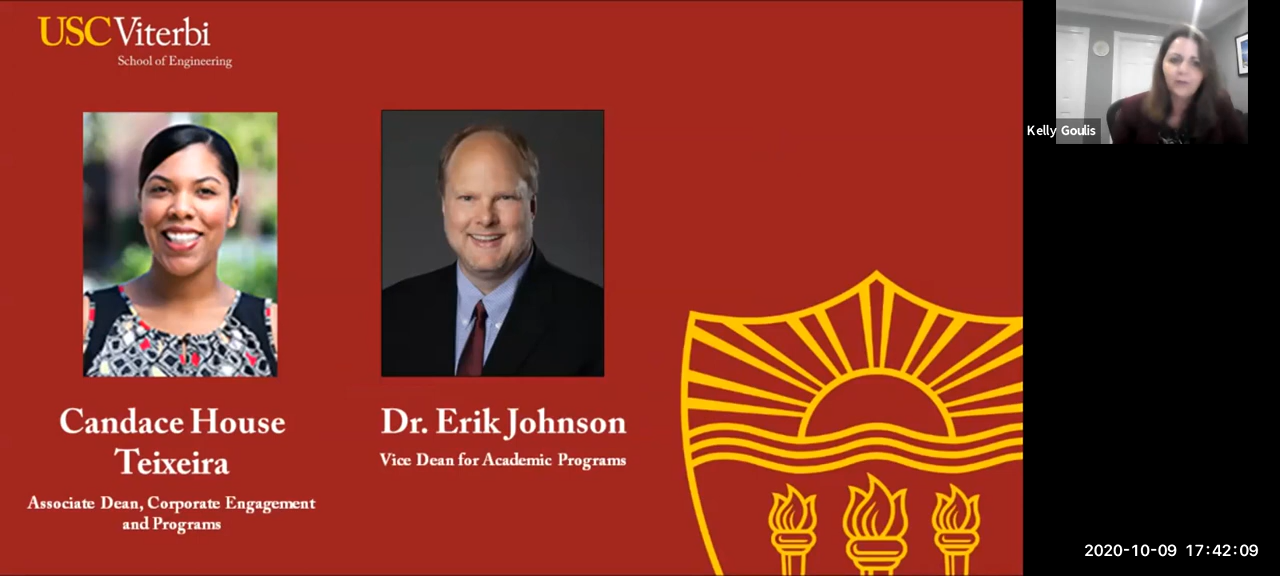 USC Viterbi
School of Engineering
Kelly Goulis
Candace House
Teixeira
Associate Dean, Corporate Engagement
and Programs
Dr. Erik Johnson
Vice Dean for Academic Programs
2020-10-09 17:42:09